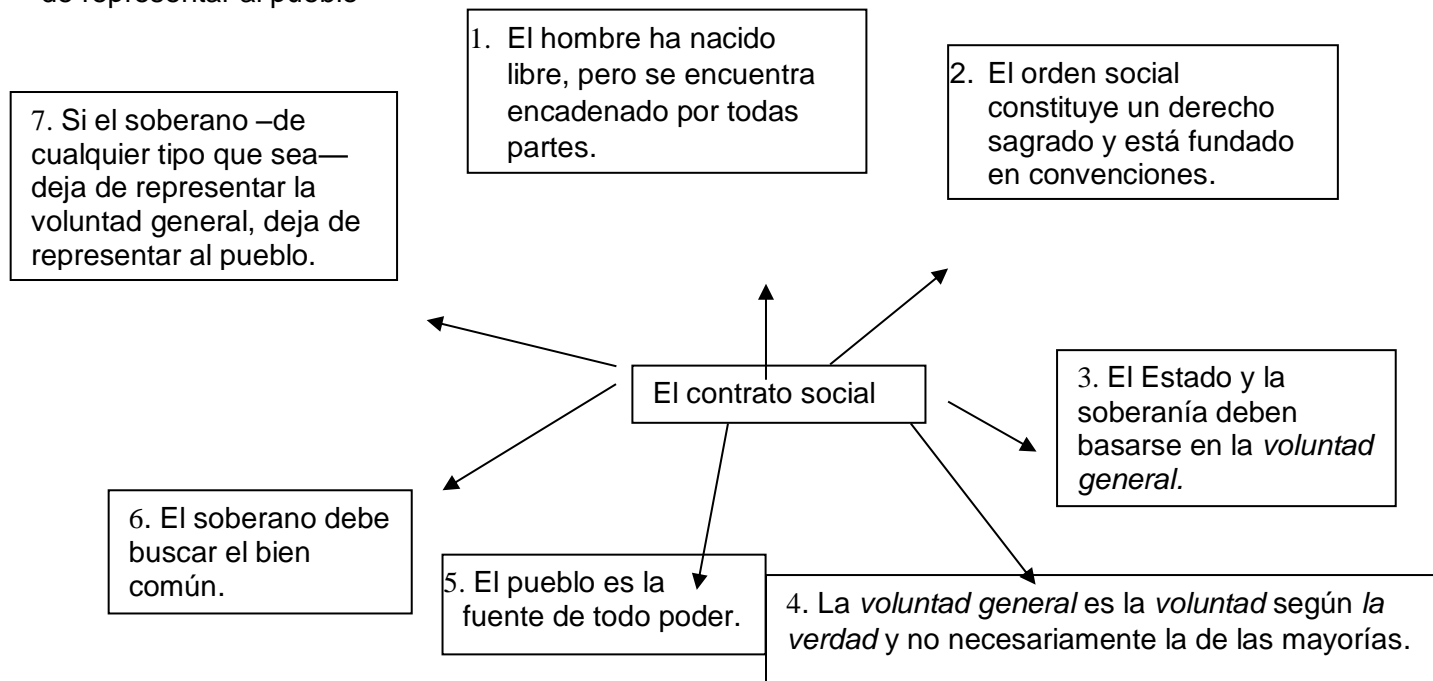 de representar al pueblo
1. El hombre ha nacido
libre, pero se encuentra
encadenado por todas
partes.
2. El orden social
constituye un derecho
sagrado y está fundado
en convenciones.
7. Si el soberano –de
cualquier tipo que sea—
deja de representar la
voluntad general, deja de
representar al pueblo.
El contrato social
3. El Estado y la
soberanía deben
basarse en la voluntad
general.
6. El soberano debe
buscar el bien
común.
5. El pueblo es la
fuente de todo poder.
4. La voluntad general es la voluntad según la
verdad y no necesariamente la de las mayorías.